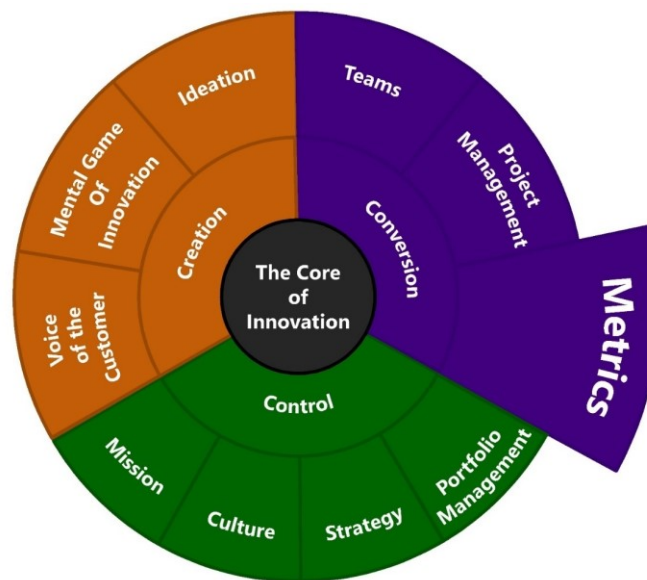 Ideation
Teams
Mental Game
Of
Innovation
Project
Management
Creation
Conversion
The Core
of
Innovation
Voice
of the
Customer
Metrics
Control
Mission
Culture
Strategy
Portfolio
Management